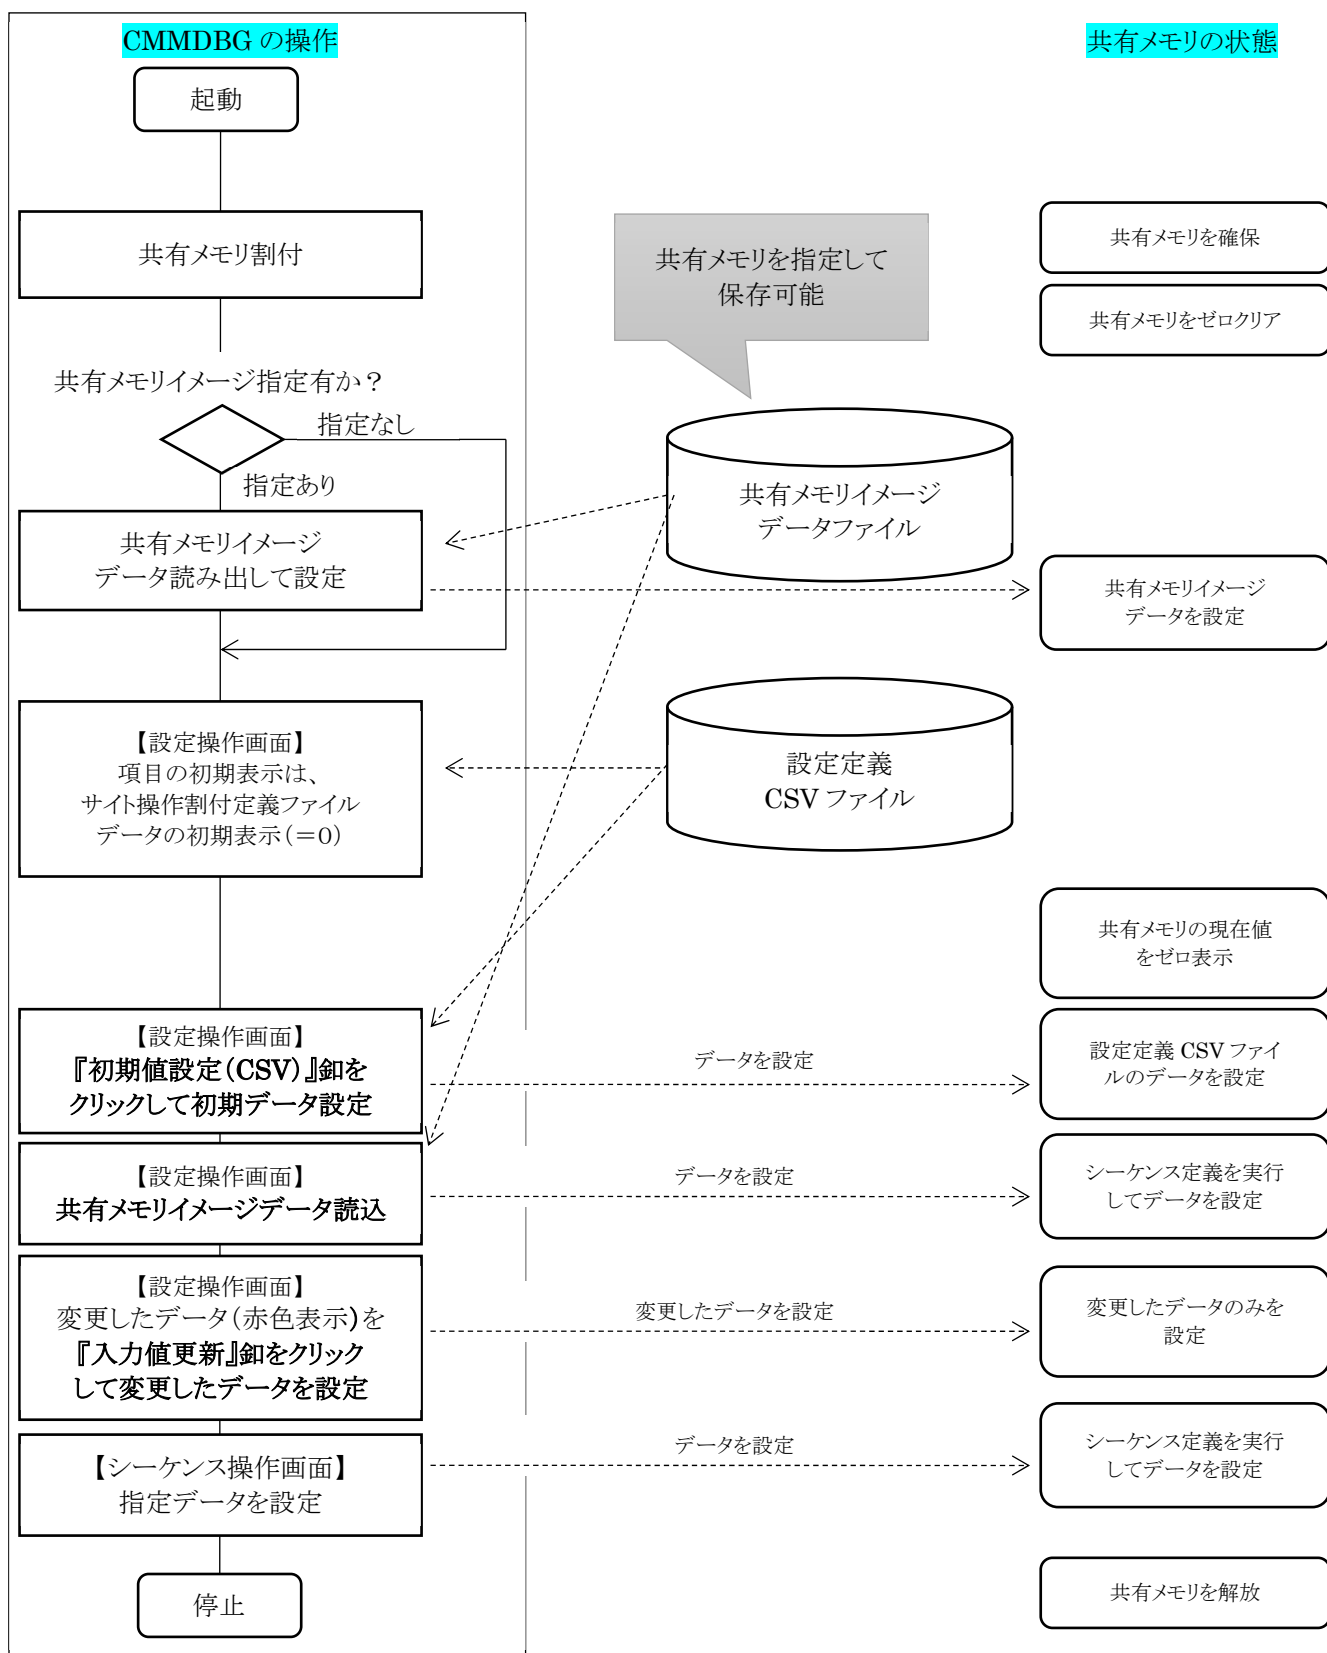 CMMDBG の操作
共有メモリの状態
起動
共有メモリ割付
共有メモリを指定して
保存可能
共有メモリを確保
共有メモリをゼロクリア
共有メモリイメージ指定有か？
指定なし
指定あり
共有メモリイメージ
データファイル
共有メモリイメージ
データ読み出して設定
共有メモリイメージ
データを設定
【設定操作画面】
項目の初期表示は、
サイト操作割付定義ファイル
データの初期表示（＝0）
設定定義
CSV ファイル
共有メモリの現在値
をゼロ表示
【設定操作画面】
『初期値設定（CSV）』釦を
クリックして初期データ設定
データを設定
設定定義 CSV ファイ
ルのデータを設定
【設定操作画面】
共有メモリイメージデータ読込
データを設定
シーケンス定義を実行
してデータを設定
【設定操作画面】
変更したデータ（赤色表示）を
『入力値更新』釦をクリック
して変更したデータを設定
変更したデータを設定
変更したデータのみを
設定
【シーケンス操作画面】
指定データを設定
データを設定
シーケンス定義を実行
してデータを設定
停止
共有メモリを解放